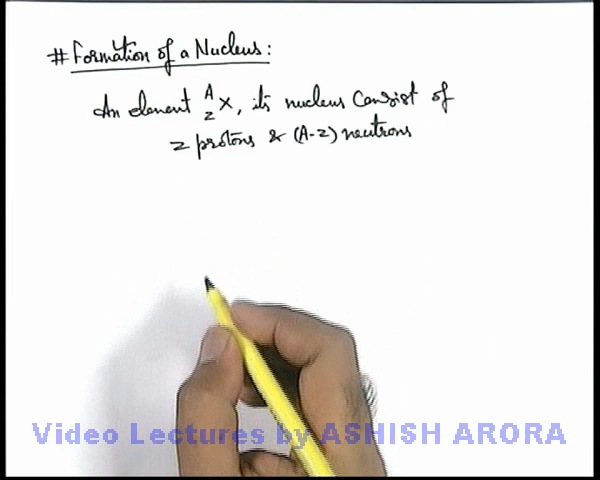 # Formation of a Nucleus:
An element ᴬ_Z X, its nucleus consist of
Z protons & (A-Z) neutrons
Video Lectures by ASHISH ARORA